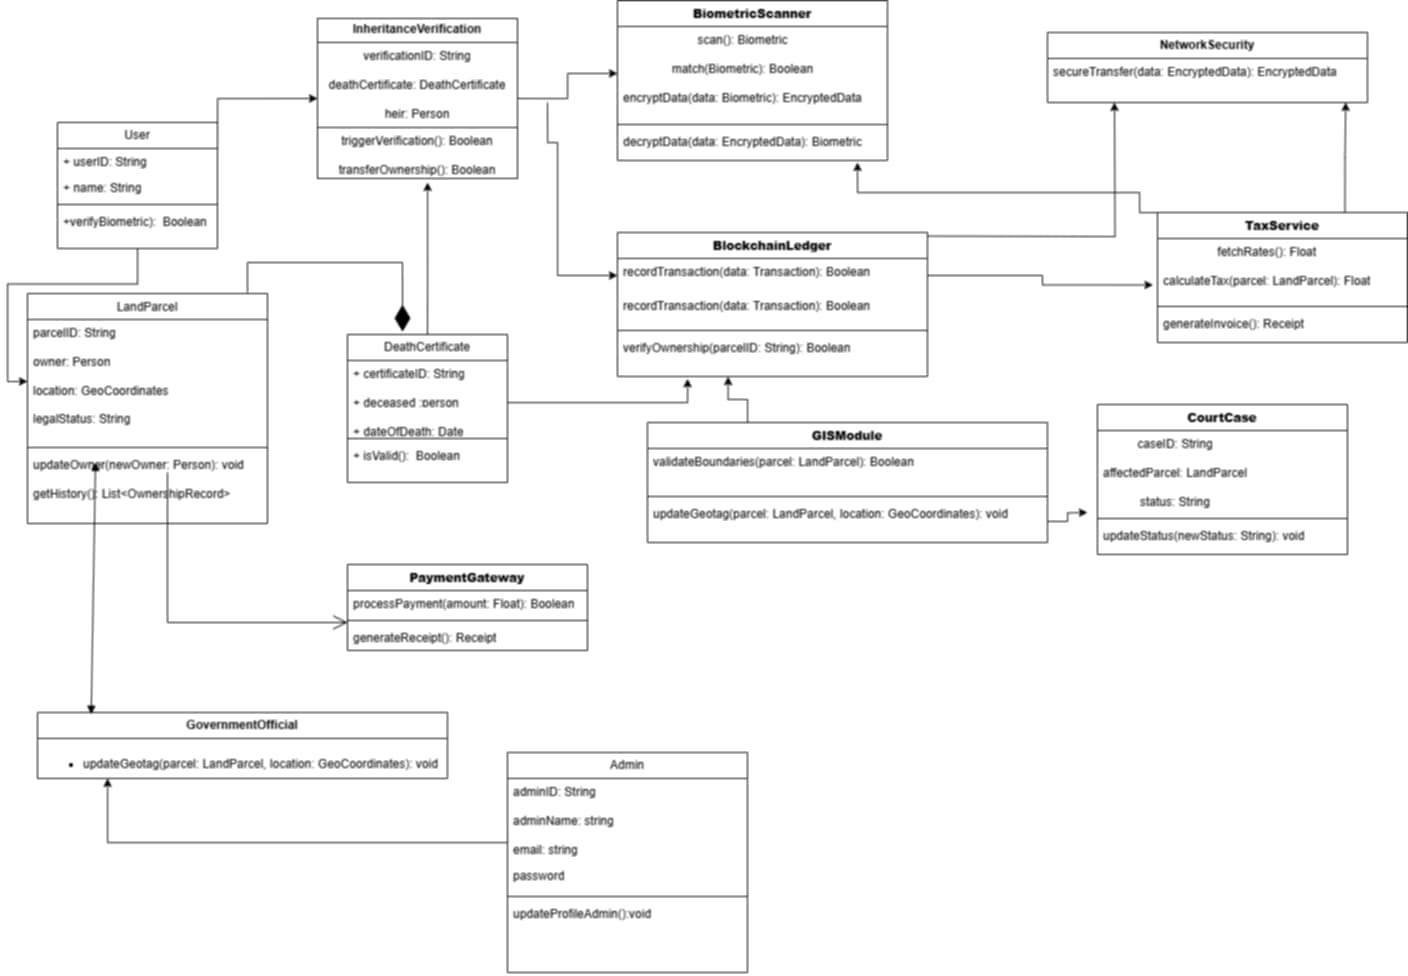 InheritanceVerification
verificationID: String
deathCertificate: DeathCertificate
heir: Person
triggerVerification(): Boolean
transferOwnership(): Boolean
BiometricScanner
scan(): Biometric
match(Biometric): Boolean
encryptData(data: Biometric): EncryptedData
decryptData(data: EncryptedData): Biometric
NetworkSecurity
secureTransfer(data: EncryptedData): EncryptedData
User
+ userID: String
+ name: String
+verifyBiometric): Boolean
BlockchainLedger
recordTransaction(data: Transaction): Boolean
recordTransaction(data: Transaction): Boolean
verifyOwnership(parcelID: String): Boolean
TaxService
fetchRates(): Float
calculateTax(parcel: LandParcel): Float
generateInvoice(): Receipt
LandParcel
parcelID: String
owner: Person
location: GeoCoordinates
legalStatus: String
updateOwner(newOwner: Person): void
getHistory(): List<OwnershipRecord>
DeathCertificate
+ certificateID: String
+ deceased :person
+ dateOfDeath: Date
+ isValid(): Boolean
GISModule
validateBoundaries(parcel: LandParcel): Boolean
updateGeotag(parcel: LandParcel, location: GeoCoordinates): void
CourtCase
caseID: String
affectedParcel: LandParcel
status: String
updateStatus(newStatus: String): void
PaymentGateway
processPayment(amount: Float): Boolean
generateReceipt(): Receipt
GovernmentOfficial
• updateGeotag(parcel: LandParcel, location: GeoCoordinates): void
Admin
adminID: String
adminName: string
email: string
password
updateProfileAdmin():void